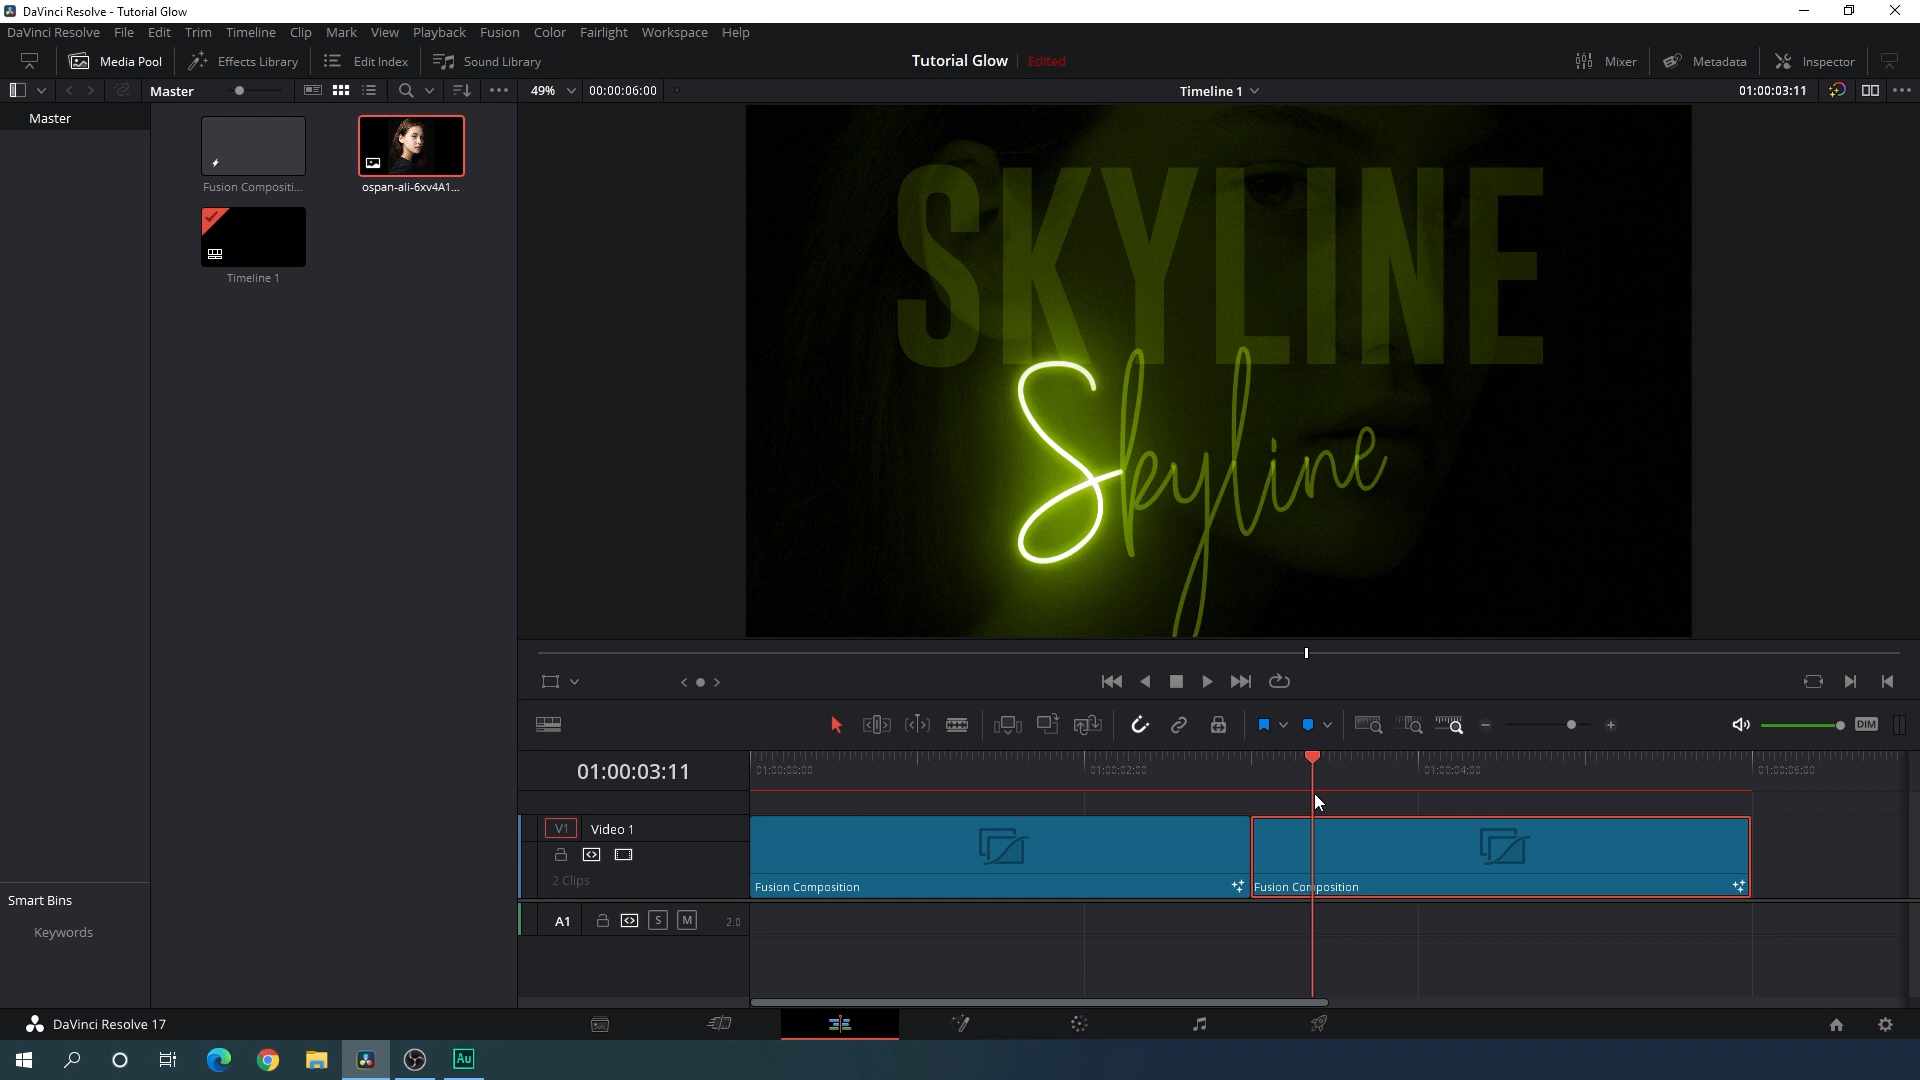 DaVinci Resolve - Tutorial Glow
DaVinci Resolve File Edit Trim Timeline Clip Mark View Playback Fusion Color Fairlight Workspace Help
Media Pool Effects Library Edit Index Sound Library Tutorial Glow Edited Mixer Metadata Inspector
Master 49% 00:00:06:00 Timeline 1 01:00:03:11
Master
Fusion Compositi... ospan-ali-6xv4A1...
Timeline 1
SKYLINE
Skyline
DIM
01:00:03:11 01:00:00:00 01:00:02:00 01:00:04:00 01:00:06:00
V1 Video 1
2 Clips
Fusion Composition Fusion Composition
A1 S M 2.0
Smart Bins
Keywords
DaVinci Resolve 17
Au